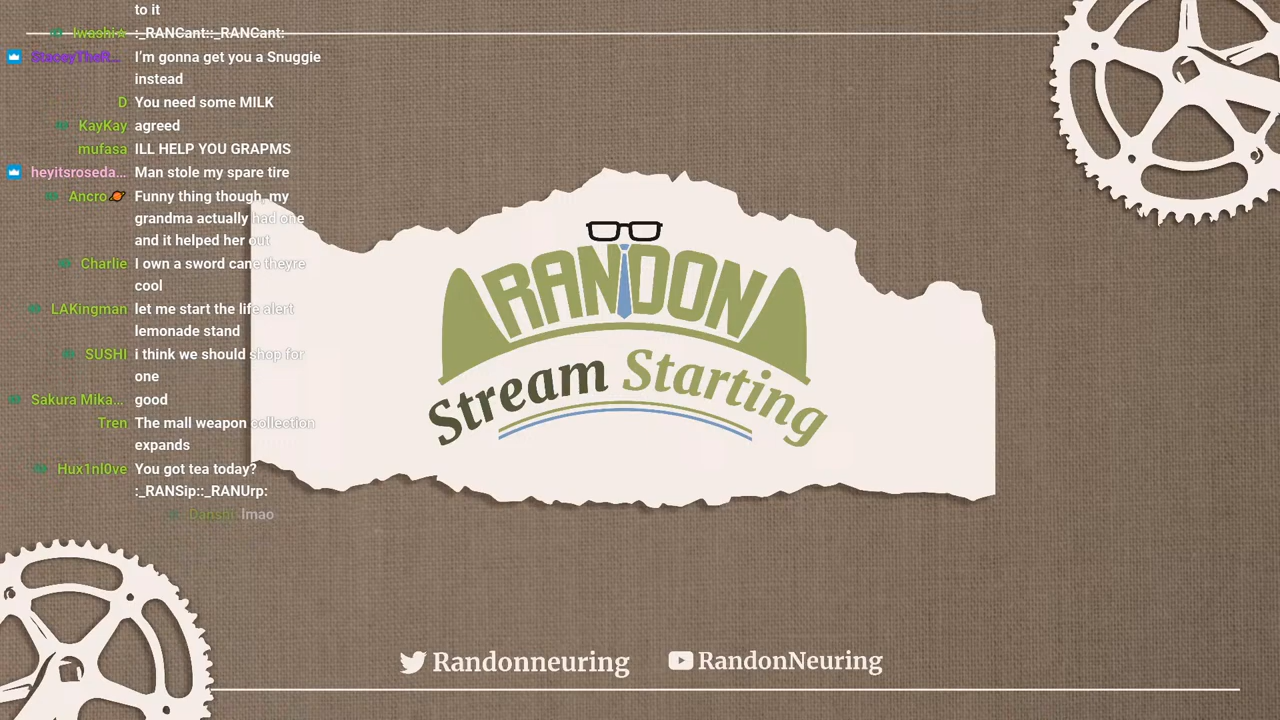 to it
Iwashi☆ :_RANCant::_RANCant:
StaceyTheft... I'm gonna get you a Snuggie
instead
D You need some MILK
KayKay agreed
mufasa ILL HELP YOU GRAPMS
heyitsroseda... Man stole my spare tire
Ancro🪐 Funny thing though, my
grandma actually had one
and it helped her out
Charlie I own a sword cane theyre
cool
LAKingman let me start the life alert
lemonade stand
SUSHI i think we should shop for
one
Sakura Mika... good
Tren The mall weapon collection
expands
Hux1nl0ve You got tea today?
:_RANSip::_RANUrp:
Danshi lmao
RANDON
Stream Starting
Randonneuring
RandonNeuring